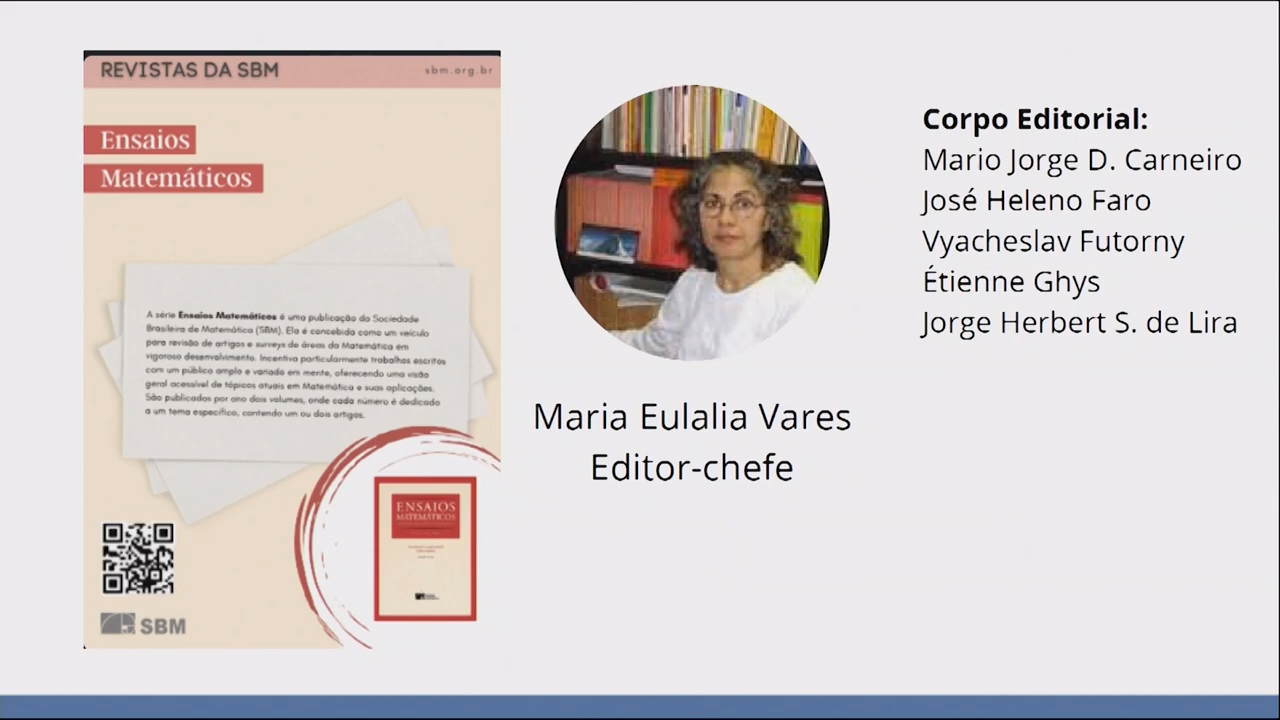 REVISTAS DA SBM
sbm.org.br
Ensaios
Matemáticos
A série Ensaios Matemáticos é uma publicação da Sociedade
Brasileira de Matemática (SBM). Ela é concebida como um veículo
para revisão de artigos e surveys de áreas da Matemática em
vigoroso desenvolvimento. Incentiva particularmente trabalhos escritos
com um público amplo e variado em mente, oferecendo uma visão
geral acessível de tópicos atuais em Matemática e suas aplicações.
São publicados por ano dois volumes, onde cada número é dedicado
a um tema específico, contendo um ou dois artigos.
ENSAIOS
MATEMÁTICOS
SBM
Maria Eulalia Vares
Editor-chefe
Corpo Editorial:
Mario Jorge D. Carneiro
José Heleno Faro
Vyacheslav Futorny
Étienne Ghys
Jorge Herbert S. de Lira